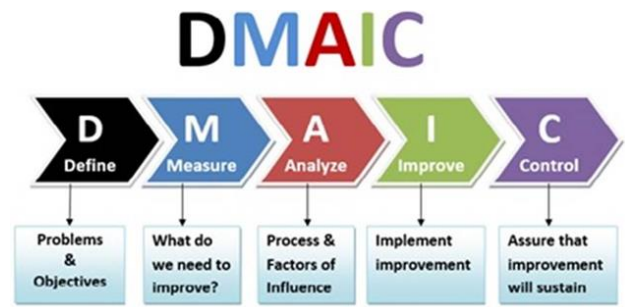 DMAIC
D
Define
M
Measure
A
Analyze
I
Improve
C
Control
Problems
&
Objectives
What do
we need to
improve?
Process &
Factors of
Influence
Implement
improvement
Assure that
improvement
will sustain